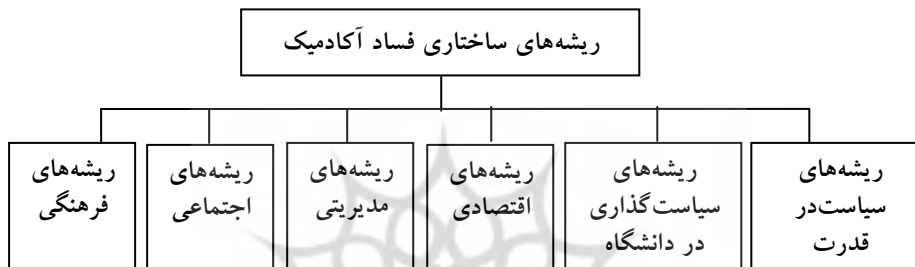 ریشه‌های ساختاری فساد آکادمیک
ریشه‌های
سیاست‌در
قدرت
ریشه‌های
سیاست‌گذاری
در دانشگاه
ریشه‌های
اقتصادی
ریشه‌های
مدیریتی
ریشه‌های
اجتماعی
ریشه‌های
فرهنگی